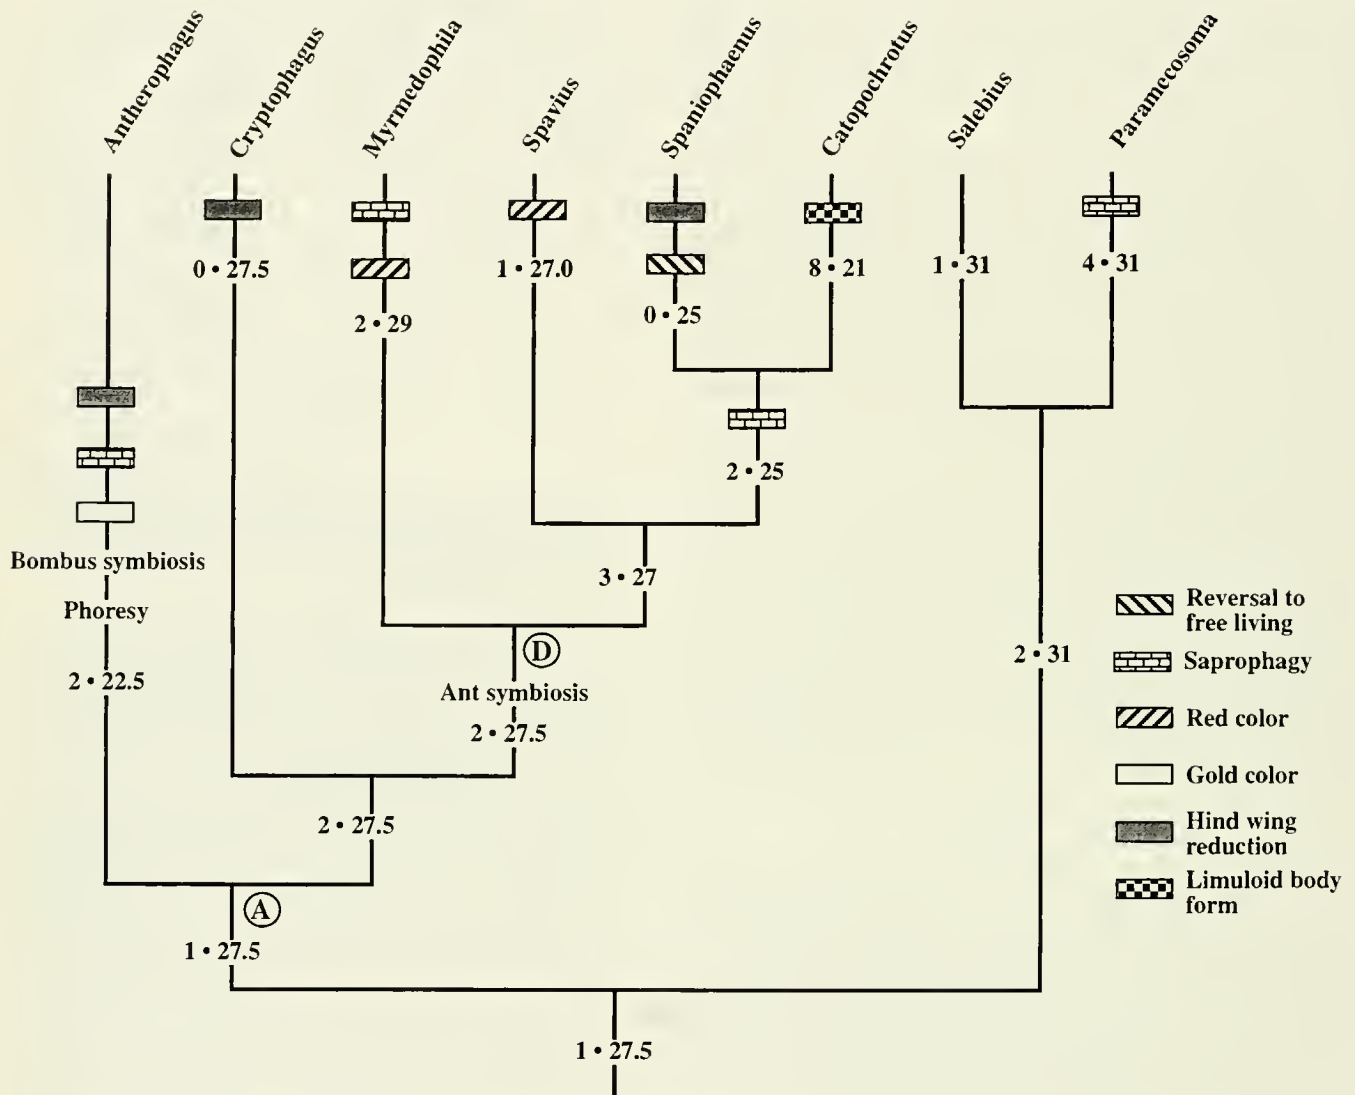 Antherophagus
Cryptophagus
Myrmedophila
Spavius
Spaniophaenus
Catopochrotus
Salebius
Paramecosoma
0 • 27.5
1 • 27.0
8 • 21
1 • 31
4 • 31
2 • 29
0 • 25
2 • 25
Bombus symbiosis
Phoresy
3 • 27
2 • 31
D
2 • 22.5
Ant symbiosis
2 • 27.5
2 • 27.5
A
1 • 27.5
1 • 27.5
Reversal to
free living
Saprophagy
Red color
Gold color
Hind wing
reduction
Limuloid body
form